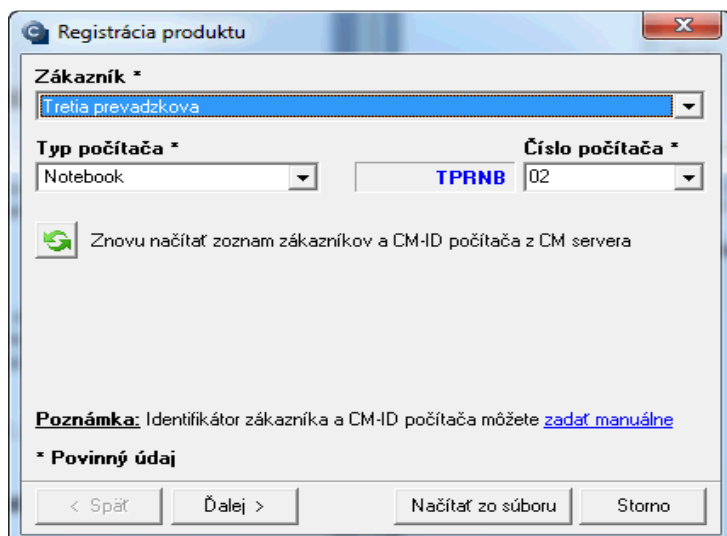 Registrácia produktu
Zákazník *
Tretia prevadzkova
Typ počítača * Číslo počítača *
Notebook TPRNB 02
Znovu načítať zoznam zákazníkov a CM-ID počítača z CM servera
Poznámka: Identifikátor zákazníka a CM-ID počítača môžete zadať manuálne
* Povinný údaj
< Späť Ďalej > Načítať zo súboru Storno